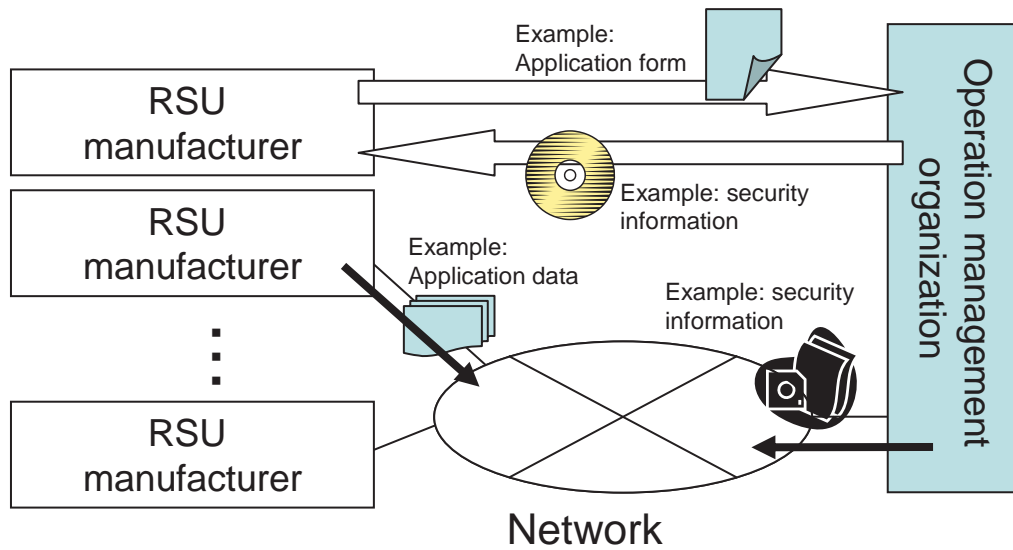 Example:
Application form
RSU
manufacturer
Example: security
information
RSU
manufacturer
Example:
Application data
Example: security
information
RSU
manufacturer
Network
Operation management
organization